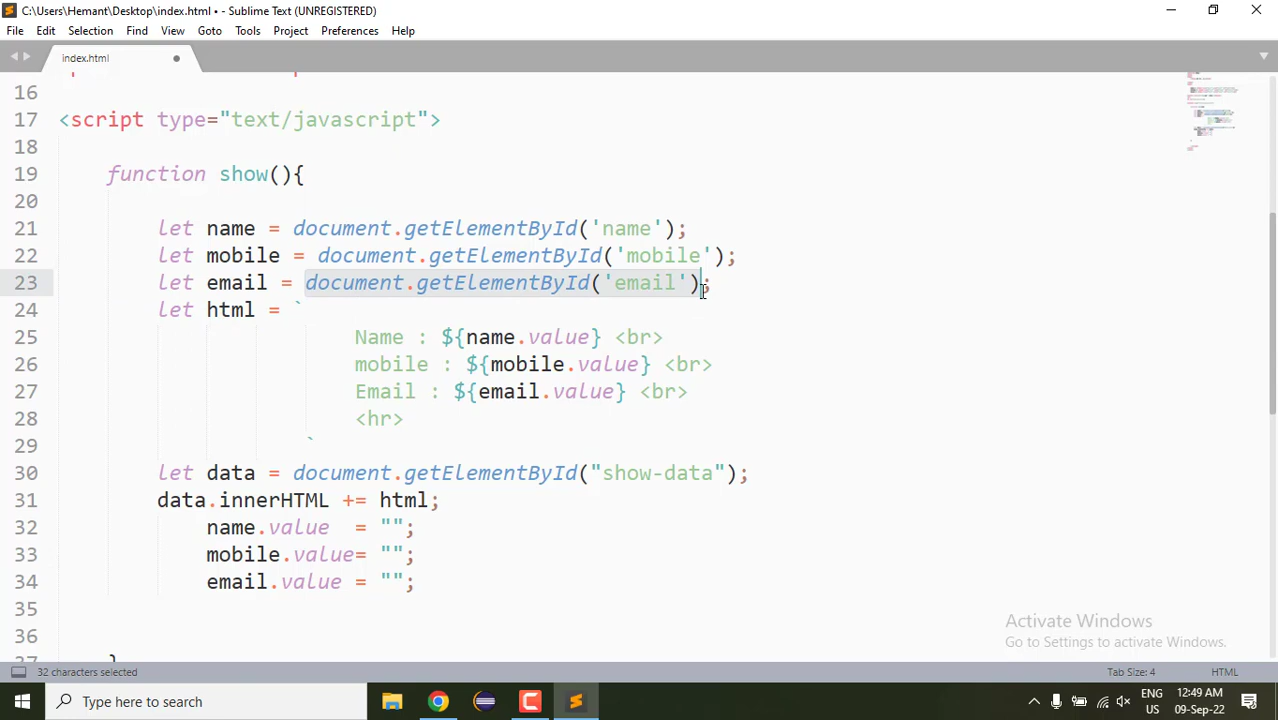 C:\Users\Hemant\Desktop\index.html • - Sublime Text (UNREGISTERED)
File Edit Selection Find View Goto Tools Project Preferences Help
index.html
16
17 <script type="text/javascript">
18
19 function show(){
20
21 let name = document.getElementById('name');
22 let mobile = document.getElementById('mobile');
23 let email = document.getElementById('email');
24 let html = `
25 Name : ${name.value} <br>
26 mobile : ${mobile.value} <br>
27 Email : ${email.value} <br>
28 <hr>
29 `
30 let data = document.getElementById("show-data");
31 data.innerHTML += html;
32 name.value  = "";
33 mobile.value= "";
34 email.value = "";
35
36
37 }
Activate Windows
Go to Settings to activate Windows.
32 characters selected Tab Size: 4 HTML
Type here to search ENG US 12:49 AM 09-Sep-22